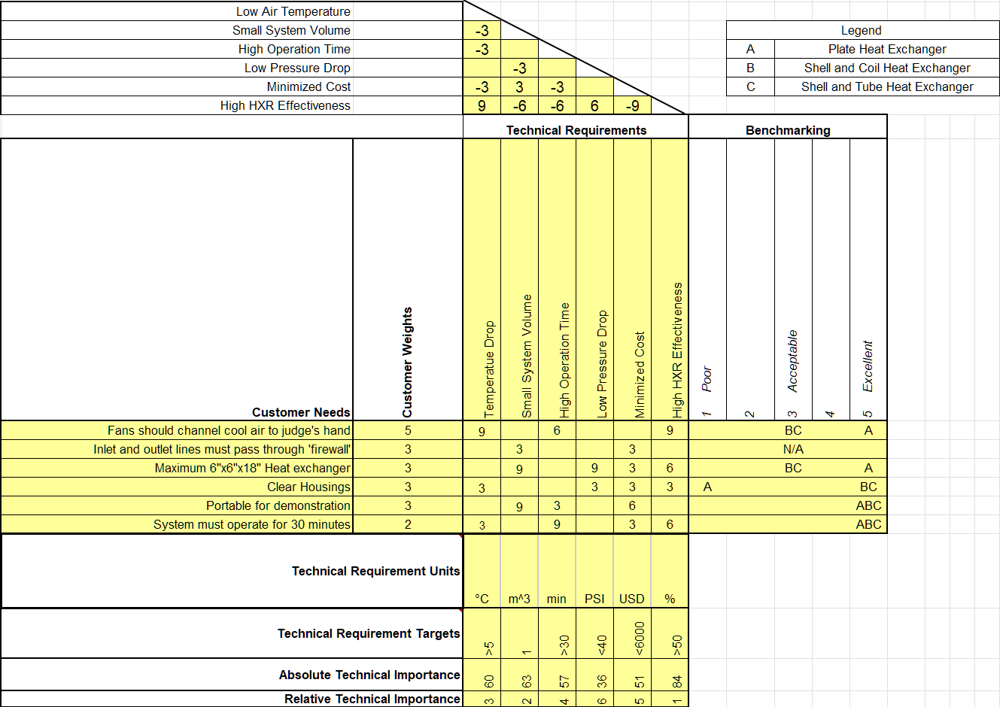 Low Air Temperature
Small System Volume -3
High Operation Time -3
Low Pressure Drop -3
Minimized Cost -3 3 -3
High HXR Effectiveness 9 -6 -6 6 -9
Legend
A Plate Heat Exchanger
B Shell and Coil Heat Exchanger
C Shell and Tube Heat Exchanger
Technical Requirements Benchmarking
Customer Needs
Customer Weights
Temperatue Drop
Small System Volume
High Operation Time
Low Pressure Drop
Minimized Cost
High HXR Effectiveness
1 Poor
2
3 Acceptable
4
5 Excellent
Fans should channel cool air to judge's hand 5 9 6 9 BC A
Inlet and outlet lines must pass through 'firewall' 3 3 3 N/A
Maximum 6"x6"x18" Heat exchanger 3 9 9 3 6 BC A
Clear Housings 3 3 3 3 3 A BC
Portable for demonstration 3 9 3 6 ABC
System must operate for 30 minutes 2 3 9 3 6 ABC
Technical Requirement Units °C m^3 min PSI USD %
Technical Requirement Targets >5 1 >30 <40 <6000 >50
Absolute Technical Importance 60 63 57 36 51 84
Relative Technical Importance 3 2 4 6 5 1